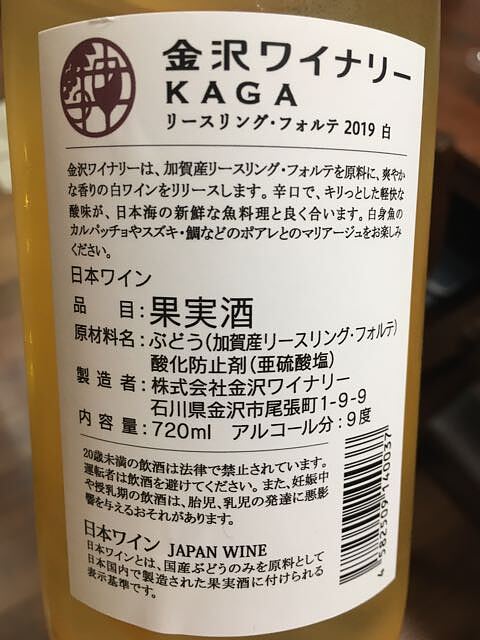 金沢ワイナリー
KAGA
リースリング・フォルテ 2019 白
金沢ワイナリーは、加賀産リースリング・フォルテを原料に、爽やか
な香りの白ワインをリリースします。辛口で、キリっとした軽快な
酸味が、日本海の新鮮な魚料理と良く合います。白身魚の
カルパッチョやスズキ・鯛などのポアレとのマリアージュをお楽しみ
ください。
日本ワイン
品 目：果実酒
原材料名：ぶどう（加賀産リースリング・フォルテ）
酸化防止剤（亜硫酸塩）
製 造 者：株式会社金沢ワイナリー
石川県金沢市尾張町1-9-9
内 容 量：720ml アルコール分：9度
20歳未満の飲酒は法律で禁止されています。
運転者は飲酒を避けてください。また、妊娠中
や授乳期の飲酒は、胎児、乳児の発達に悪影
響を与えるおそれがあります。
日本ワイン JAPAN WINE
日本ワインとは、国産ぶどうのみを原料として
日本国内で製造された果実酒に付けられる
表示基準です。
4 582509 140037